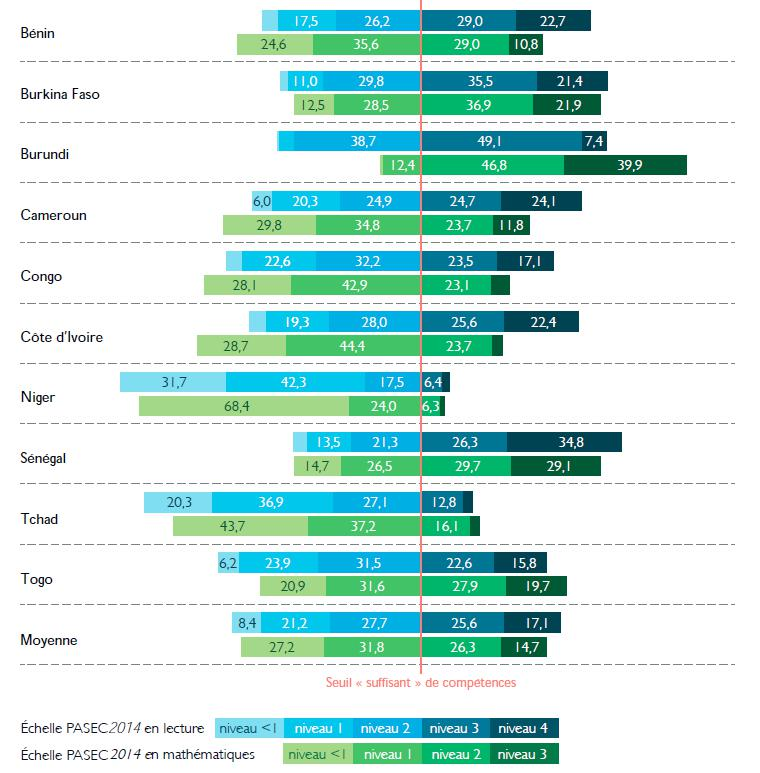 17,5 26,2 29,0 22,7
Bénin
24,6 35,6 29,0 10,8
11,0 29,8 35,5 21,4
Burkina Faso
12,5 28,5 36,9 21,9
38,7 49,1 7,4
Burundi
12,4 46,8 39,9
6,0 20,3 24,9 24,7 24,1
Cameroun
29,8 34,8 23,7 11,8
22,6 32,2 23,5 17,1
Congo
28,1 42,9 23,1
19,3 28,0 25,6 22,4
Côte d'Ivoire
28,7 44,4 23,7
31,7 42,3 17,5 6,4
Niger
68,4 24,0 6,3
13,5 21,3 26,3 34,8
Sénégal
14,7 26,5 29,7 29,1
20,3 36,9 27,1 12,8
Tchad
43,7 37,2 16,1
6,2 23,9 31,5 22,6 15,8
Togo
20,9 31,6 27,9 19,7
8,4 21,2 27,7 25,6 17,1
Moyenne
27,2 31,8 26,3 14,7
Seuil « suffisant » de compétences
Échelle PASEC2014 en lecture niveau <1 niveau 1 niveau 2 niveau 3 niveau 4
Échelle PASEC2014 en mathématiques niveau <1 niveau 1 niveau 2 niveau 3